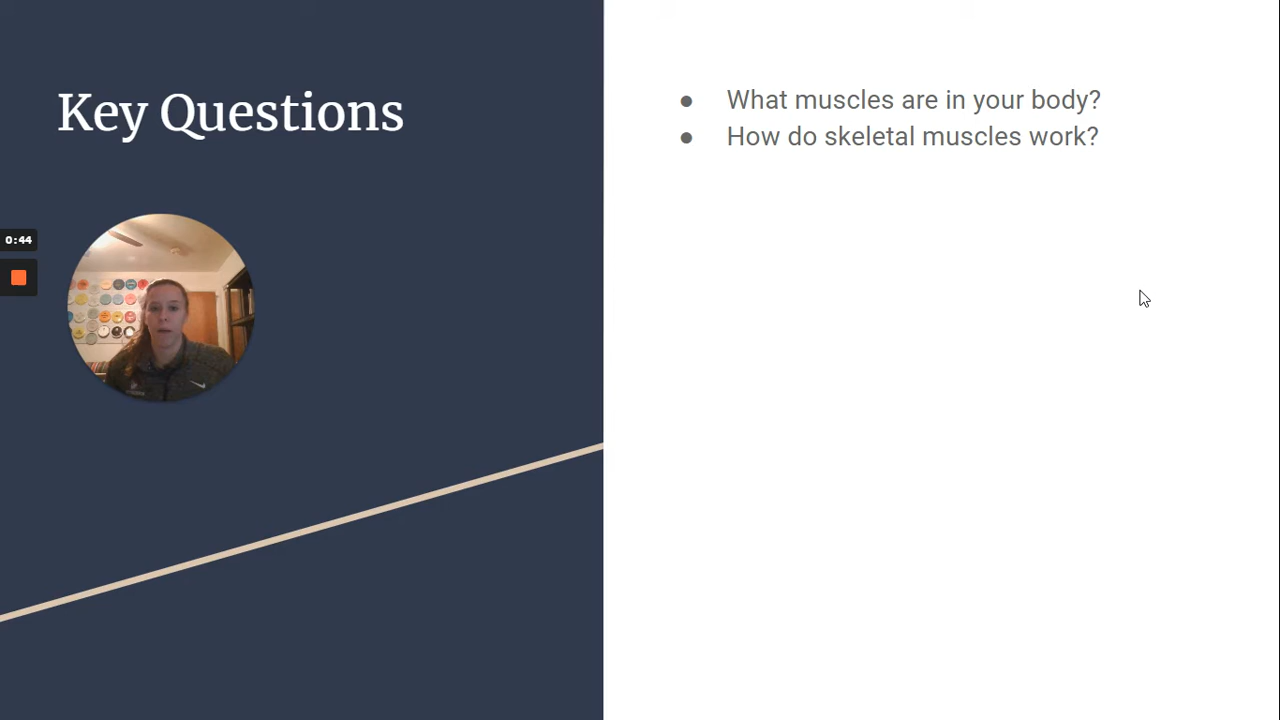 Key Questions
● What muscles are in your body?
● How do skeletal muscles work?
0:44